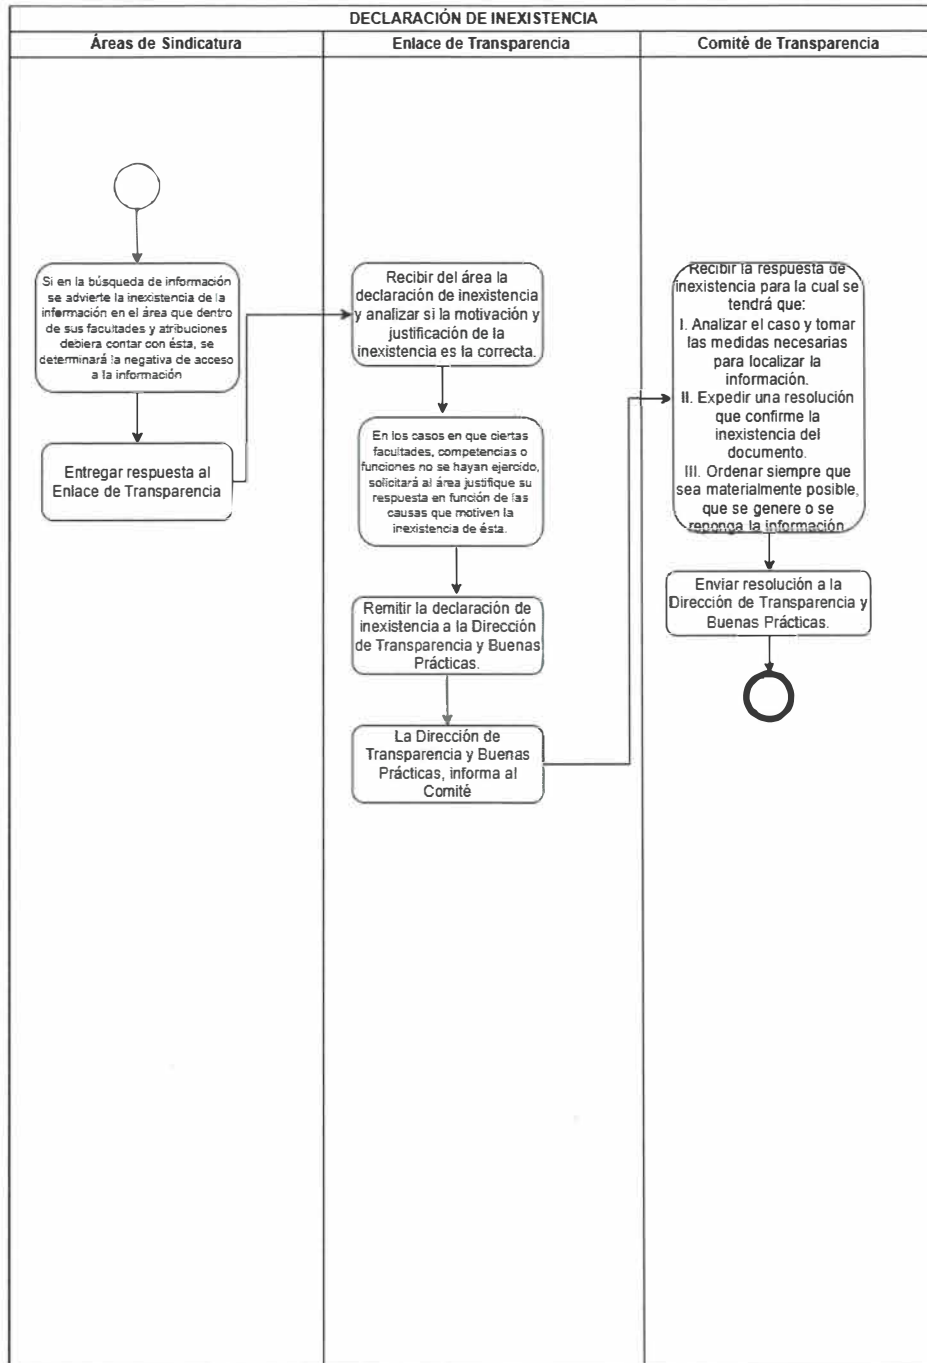 DECLARACIÓN DE INEXISTENCIA
Áreas de Sindicatura
Enlace de Transparencia
Comité de Transparencia
Si en la búsqueda de información
se advierte la inexistencia de la
información en el área que dentro
de sus facultades y atribuciones
debiera contar con ésta, se
determinará la negativa de acceso
a la información
Entregar respuesta al
Enlace de Transparencia
Recibir del área la
declaración de inexistencia
y analizar si la motivación y
justificación de la
inexistencia es la correcta.
En los casos en que ciertas
facultades, competencias o
funciones no se hayan ejercido,
solicitará al área justifique su
respuesta en función de las
causas que motiven la
inexistencia de ésta.
Remitir la declaración de
inexistencia a la Dirección
de Transparencia y Buenas
Prácticas.
La Dirección de
Transparencia y Buenas
Prácticas, informa al
Comité
Recibir la respuesta de
inexistencia para la cual se
tendrá que:
I. Analizar el caso y tomar
las medidas necesarias
para localizar la
información.
II. Expedir una resolución
que confirme la
inexistencia del
documento.
III. Ordenar siempre que
sea materialmente posible,
que se genere o se
reponga la información
Enviar resolución a la
Dirección de Transparencia y
Buenas Prácticas.